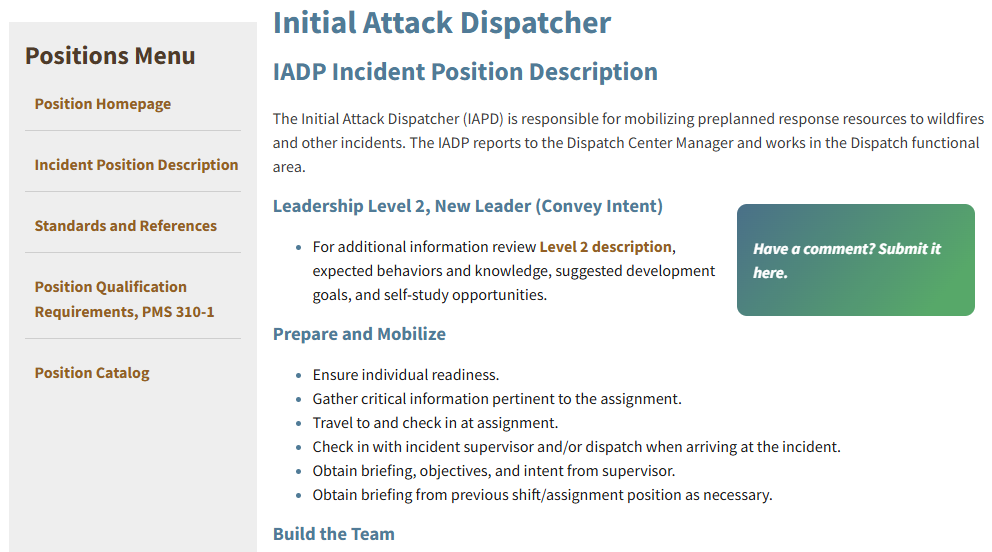 Positions Menu
Position Homepage
Incident Position Description
Standards and References
Position Qualification
Requirements, PMS 310-1
Position Catalog
Initial Attack Dispatcher
IADP Incident Position Description
The Initial Attack Dispatcher (IAPD) is responsible for mobilizing preplanned response resources to wildfires
and other incidents. The IADP reports to the Dispatch Center Manager and works in the Dispatch functional
area.
Leadership Level 2, New Leader (Convey Intent)
• For additional information review Level 2 description,
expected behaviors and knowledge, suggested development
goals, and self-study opportunities.
Have a comment? Submit it
here.
Prepare and Mobilize
• Ensure individual readiness.
• Gather critical information pertinent to the assignment.
• Travel to and check in at assignment.
• Check in with incident supervisor and/or dispatch when arriving at the incident.
• Obtain briefing, objectives, and intent from supervisor.
• Obtain briefing from previous shift/assignment position as necessary.
Build the Team